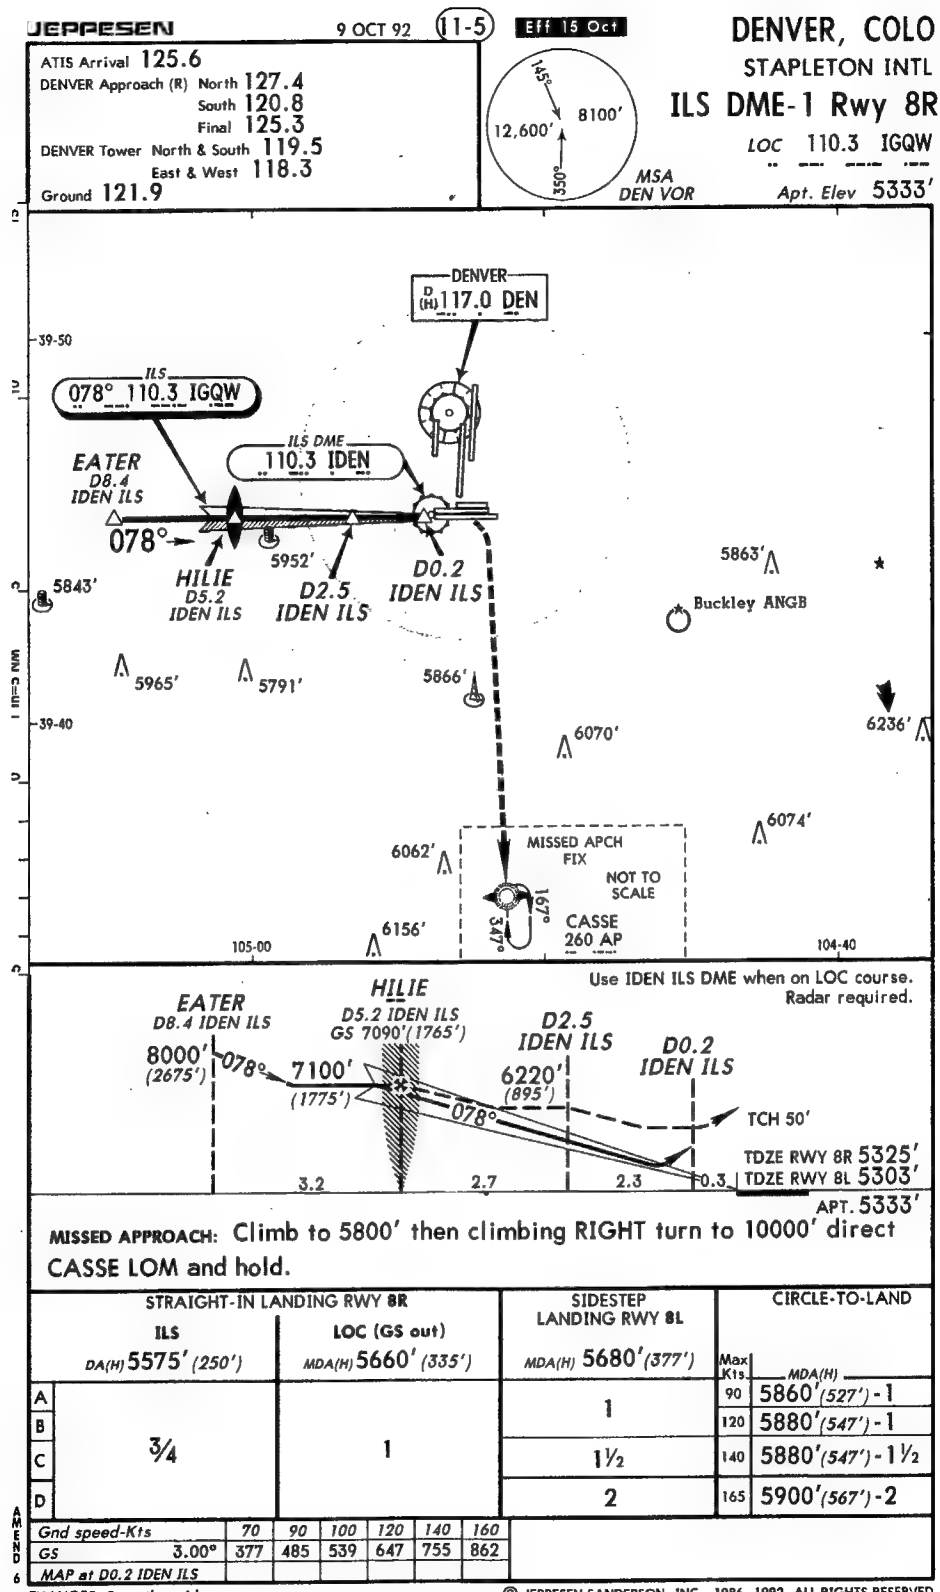 JEPPESEN 9 OCT 92 11-5 Eff 15 Oct
DENVER, COLO
STAPLETON INTL
ILS DME-1 Rwy 8R
LOC 110.3 IGQW
Apt. Elev 5333'
ATIS Arrival 125.6
DENVER Approach (R) North 127.4
South 120.8
Final 125.3
DENVER Tower North & South 119.5
East & West 118.3
Ground 121.9
145°
12,600' 8100'
350°
MSA
DEN VOR
DENVER
D
(H) 117.0 DEN
39-50
ILS
078° 110.3 IGQW
ILS DME
110.3 IDEN
EATER
D8.4
IDEN ILS
078°
5952'
HILIE
D5.2
IDEN ILS
D2.5
IDEN ILS
D0.2
IDEN ILS
5843'
5863'
Buckley ANGB
5965'
5791'
5866'
39-40
6070'
6236'
6074'
6062'
6156'
MISSED APCH
FIX
NOT TO
SCALE
167°
347°
CASSE
260 AP
105-00
104-40
Use IDEN ILS DME when on LOC course.
Radar required.
EATER
D8.4 IDEN ILS
HILIE
D5.2 IDEN ILS
GS 7090'(1765')
D2.5
IDEN ILS
D0.2
IDEN ILS
8000'
(2675')
078°
7100'
(1775')
6220'
(895')
078°
TCH 50'
TDZE RWY 8R 5325'
TDZE RWY 8L 5303'
3.2 2.7 2.3 0.3
APT. 5333'
MISSED APPROACH: Climb to 5800' then climbing RIGHT turn to 10000' direct
CASSE LOM and hold.
STRAIGHT-IN LANDING RWY 8R
SIDESTEP
LANDING RWY 8L
CIRCLE-TO-LAND
ILS
DA(H) 5575' (250')
LOC (GS out)
MDA(H) 5660' (335')
MDA(H) 5680' (377')
Max
Kts. MDA(H)
A
B
C
D
3/4
1
1
1½
2
90 5860'(527')-1
120 5880'(547')-1
140 5880'(547')-1½
165 5900'(567')-2
Gnd speed-Kts 70 90 100 120 140 160
GS 3.00° 377 485 539 647 755 862
MAP at D0.2 IDEN ILS
AMEND 6
© JEPPESEN SANDERSON, INC., 1986, 1992. ALL RIGHTS RESERVED